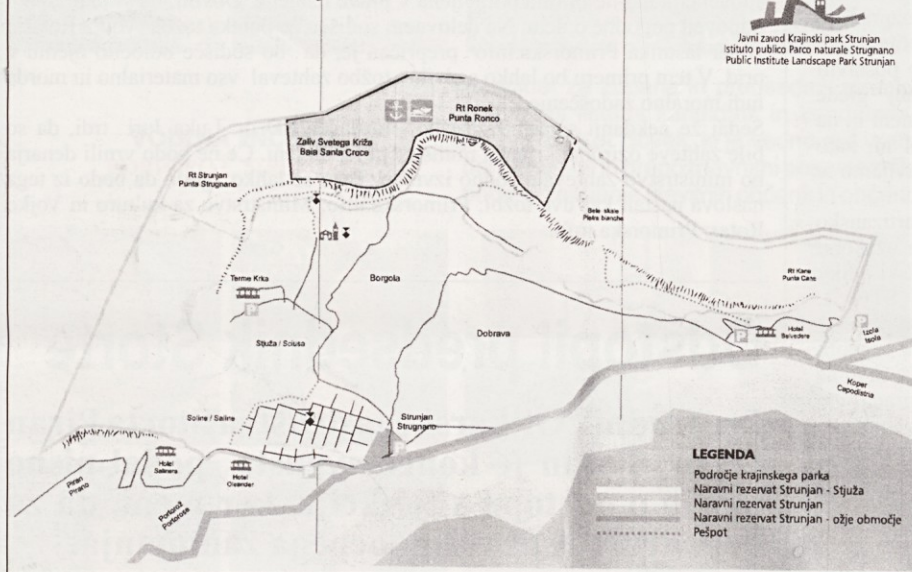 Javni zavod Krajinski park Strunjan
Istituto publico Parco naturale Strugnano
Public Institute Landscape Park Strunjan
Rt Ronek
Punta Ronco
Zaliv Svetega Križa
Baia Santa Croce
Rt Strunjan
Punta Strugnano
Bele skale
Rt Kane
Punta Cane
Terme Krka
P
Borgola
Dobrava
Stjuža / Sciusa
P
Hotel
Belvedere
P
Izola
Isola
Koper
Capodistria
Soline / Saline
Strunjan
Strugnano
P
Hotel
Salinera
Hotel
Oleander
Piran
Pirano
Portorož
Portorose
LEGENDA
Področje krajinskega parka
Naravni rezervat Strunjan - Stjuža
Naravni rezervat Strunjan
Naravni rezervat Strunjan - ožje območje
Pešpot